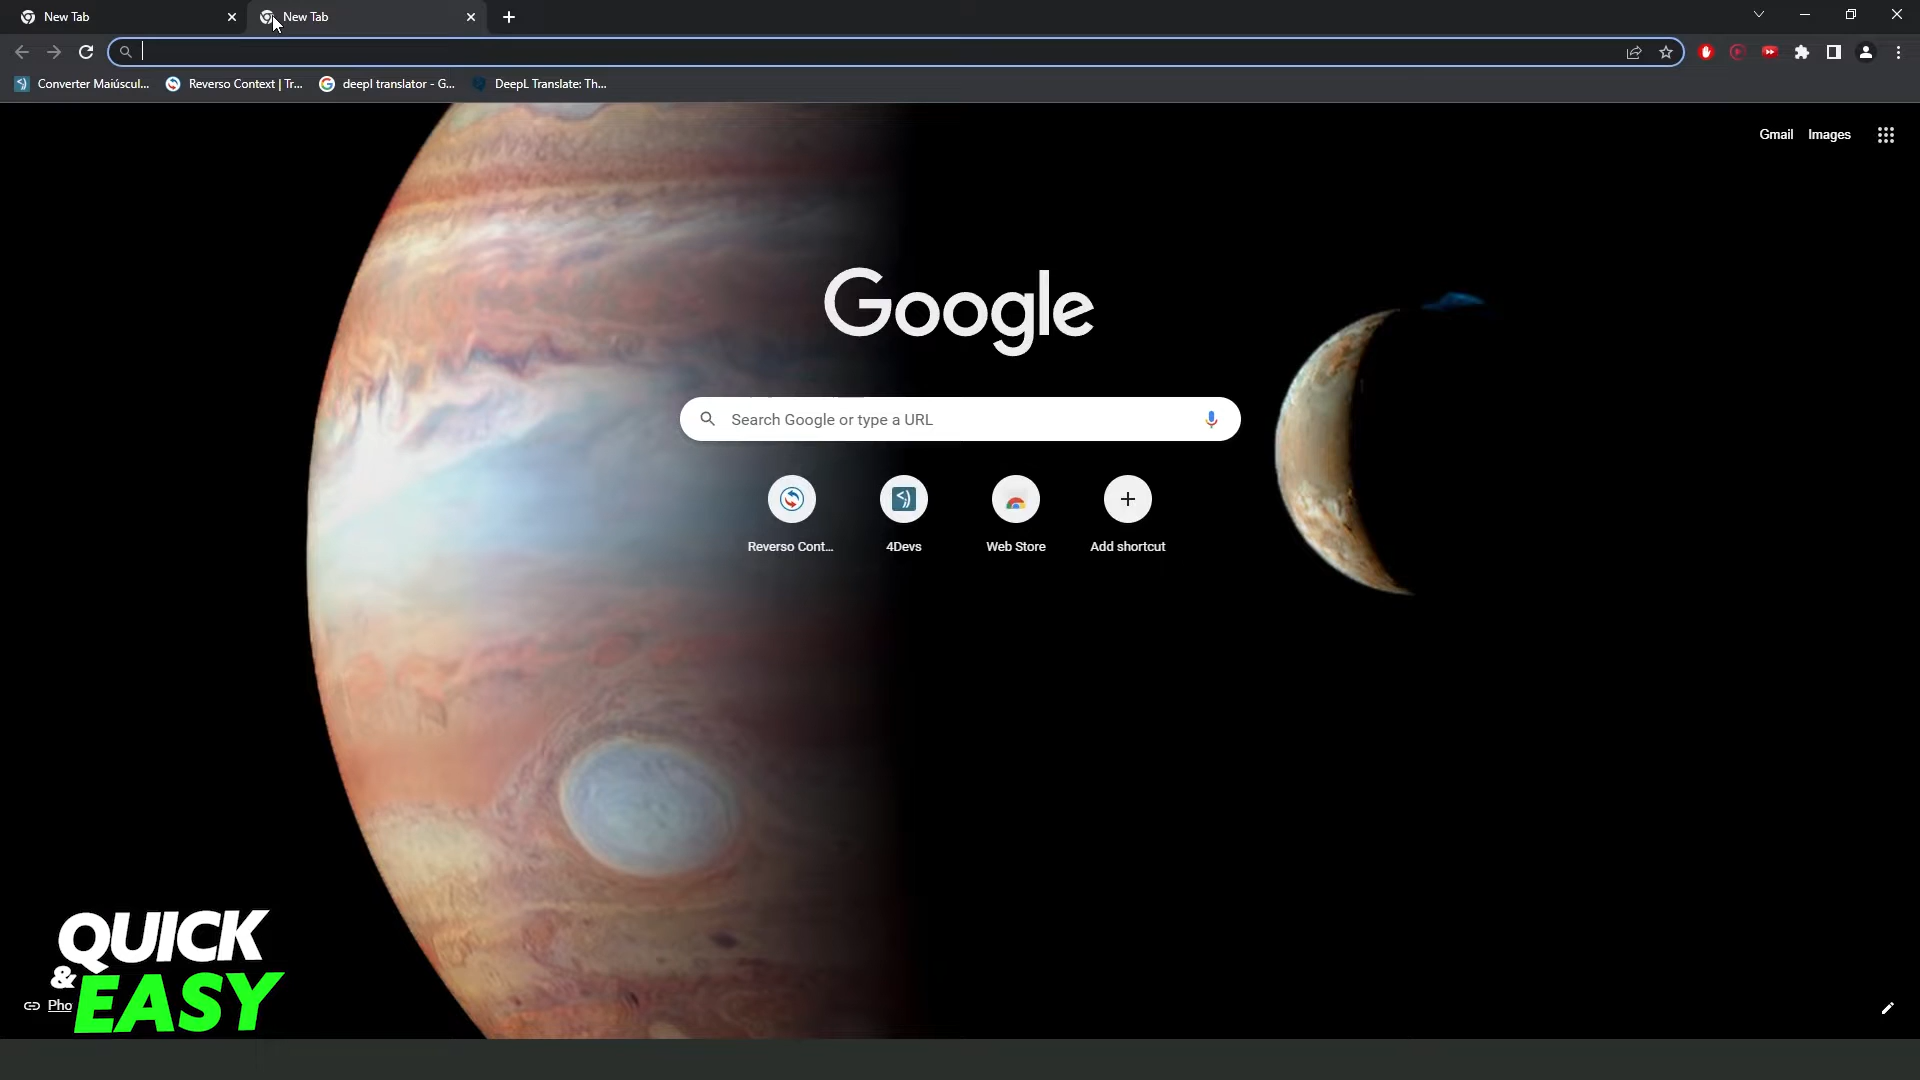 New Tab
New Tab
Converter Maiúscul...
Reverso Context | Tr...
deepl translator - G...
DeepL Translate: Th...
Gmail
Images
Google
Search Google or type a URL
Reverso Cont...
4Devs
Web Store
Add shortcut
QUICK
&EASY
Pho